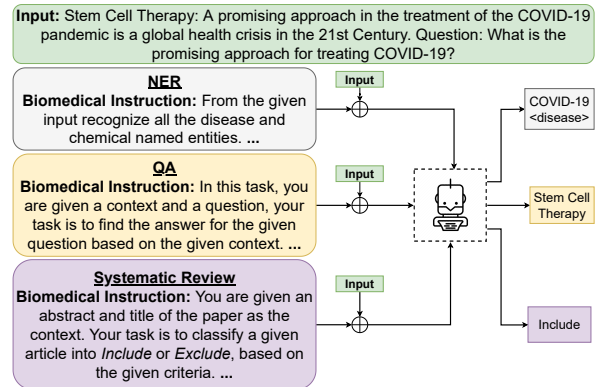 Input: Stem Cell Therapy: A promising approach in the treatment of the COVID-19
pandemic is a global health crisis in the 21st Century. Question: What is the
promising approach for treating COVID-19?
NER
Biomedical Instruction: From the given
input recognize all the disease and
chemical named entities. ...
Input
COVID-19
<disease>
QA
Biomedical Instruction: In this task, you
are given a context and a question, your
task is to find the answer for the given
question based on the given context. ...
Input
Stem Cell
Therapy
Systematic Review
Biomedical Instruction: You are given an
abstract and title of the paper as the
context. Your task is to classify a given
article into Include or Exclude, based on
the given criteria. ...
Input
Include